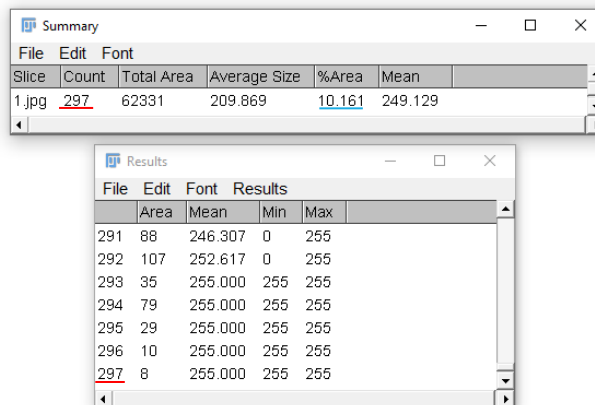 Summary
File Edit Font
Slice Count Total Area Average Size %Area Mean
1.jpg 297 62331 209.869 10.161 249.129
Results
File Edit Font Results
Area Mean Min Max
291 88 246.307 0 255
292 107 252.617 0 255
293 35 255.000 255 255
294 79 255.000 255 255
295 29 255.000 255 255
296 10 255.000 255 255
297 8 255.000 255 255